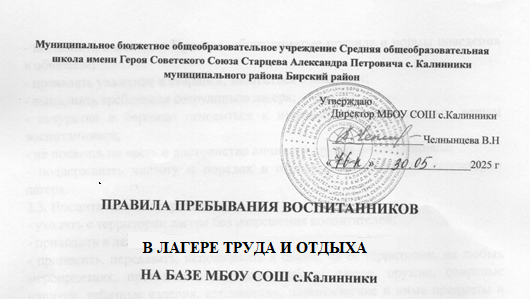 Муниципальное бюджетное общеобразовательное учреждение Средняя общеобразовательная
школа имени Героя Советского Союза Старцева Александра Петровича с. Калинники
муниципального района Бирский район
Утверждаю
Директор МБОУ СОШ с.Калинники
Челнынцева В.Н
30.05. 2025 г
ПРАВИЛА ПРЕБЫВАНИЯ ВОСПИТАННИКОВ
В ЛАГЕРЕ ТРУДА И ОТДЫХА
НА БАЗЕ МБОУ СОШ с.Калинники